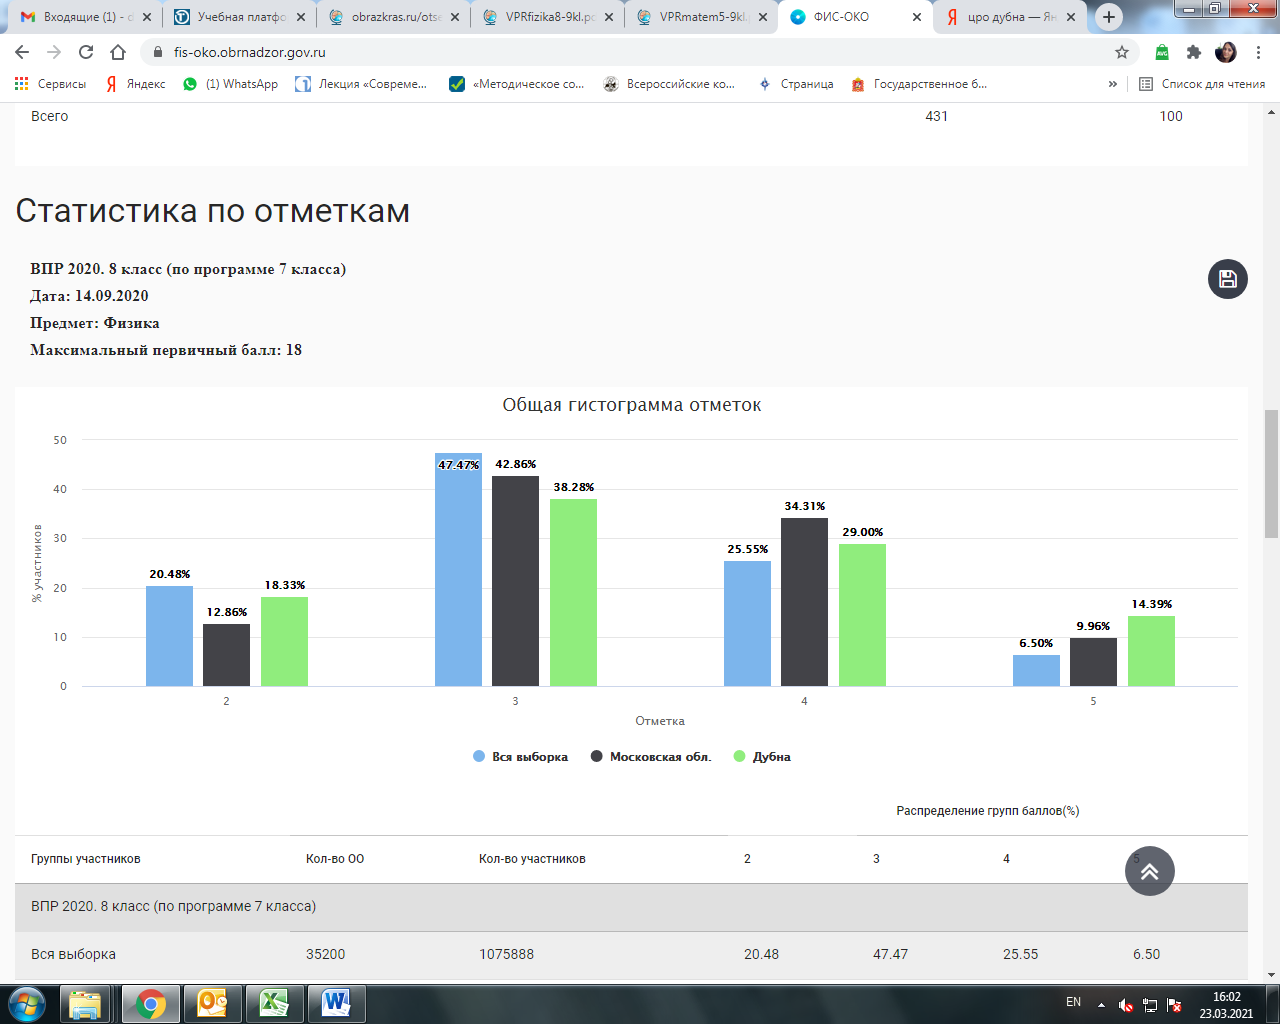 Входящие (1) - d
Учебная платфо
obrazkras.ru/otse
VPRfizika8-9kl.pd
VPRmatem5-9kl.p
ФИС-ОКО
цро дубна — Ян
fis-oko.obrnadzor.gov.ru
Сервисы
Яндекс
(1) WhatsApp
Лекция «Совреме...
«Методическое со...
Всероссийские ко...
Страница
Государственное б...
»
Список для чтения
Всего 431 100
Статистика по отметкам
ВПР 2020. 8 класс (по программе 7 класса)
Дата: 14.09.2020
Предмет: Физика
Максимальный первичный балл: 18
Общая гистограмма отметок
% участников
50
40
30
20
10
0
20.48% 12.86% 18.33%
47.47% 42.86% 38.28%
25.55% 34.31% 29.00%
6.50% 9.96% 14.39%
2 3 4 5
Отметка
Вся выборка Московская обл. Дубна
Распределение групп баллов(%)
Группы участников Кол-во ОО Кол-во участников 2 3 4 5
ВПР 2020. 8 класс (по программе 7 класса)
Вся выборка 35200 1075888 20.48 47.47 25.55 6.50
EN
16:02
23.03.2021